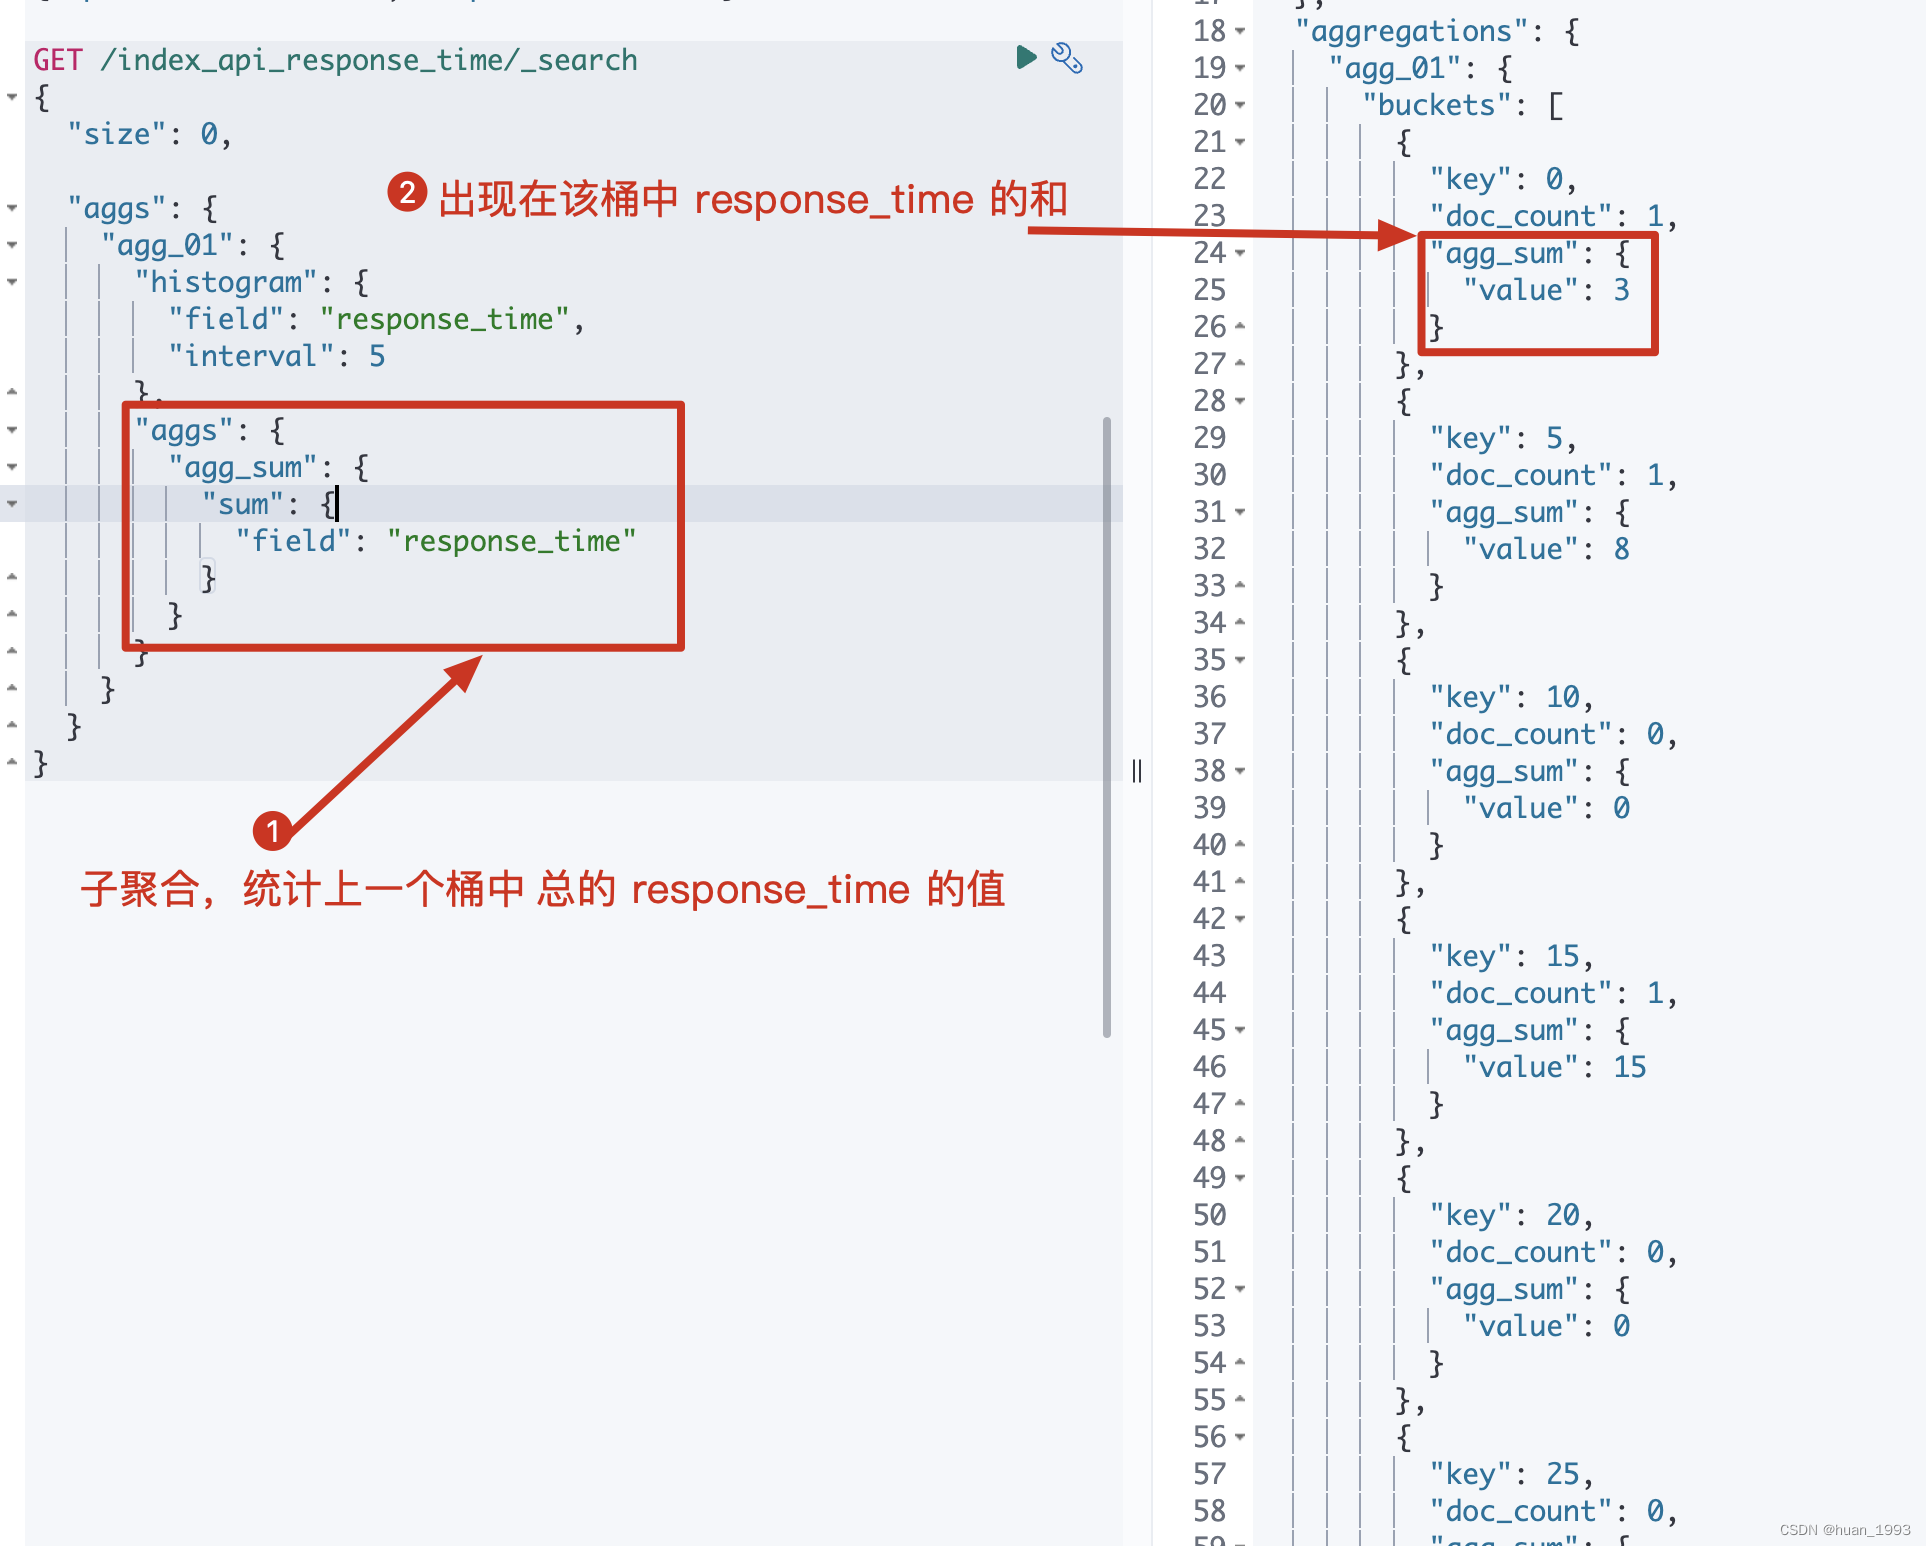 GET /index_api_response_time/_search
{
"size": 0,
"aggs": {
"agg_01": {
"histogram": {
"field": "response_time",
"interval": 5
},
"aggs": {
"agg_sum": {
"sum": {
"field": "response_time"
}
}
}
}
}
}
❷ 出现在该桶中 response_time 的和
❶
子聚合，统计上一个桶中 总的 response_time 的值
17 },
18 "aggregations": {
19 "agg_01": {
20 "buckets": [
21 {
22 "key": 0,
23 "doc_count": 1,
24 "agg_sum": {
25 "value": 3
26 }
27 },
28 {
29 "key": 5,
30 "doc_count": 1,
31 "agg_sum": {
32 "value": 8
33 }
34 },
35 {
36 "key": 10,
37 "doc_count": 0,
38 "agg_sum": {
39 "value": 0
40 }
41 },
42 {
43 "key": 15,
44 "doc_count": 1,
45 "agg_sum": {
46 "value": 15
47 }
48 },
49 {
50 "key": 20,
51 "doc_count": 0,
52 "agg_sum": {
53 "value": 0
54 }
55 },
56 {
57 "key": 25,
58 "doc_count": 0,
59 "agg_sum": {
CSDN @huan_1993